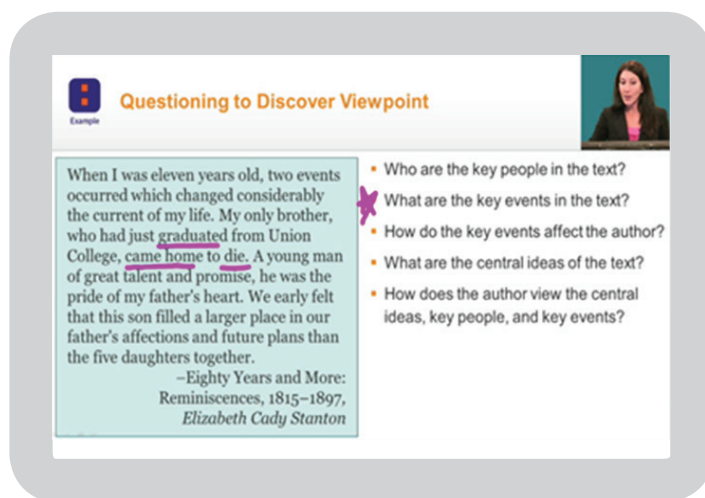 Questioning to Discover Viewpoint
Example
When I was eleven years old, two events
occurred which changed considerably
the current of my life. My only brother,
who had just graduated from Union
College, came home to die. A young man
of great talent and promise, he was the
pride of my father's heart. We early felt
that this son filled a larger place in our
father's affections and future plans than
the five daughters together.
–Eighty Years and More:
Reminiscences, 1815–1897,
Elizabeth Cady Stanton
Who are the key people in the text?
What are the key events in the text?
How do the key events affect the author?
What are the central ideas of the text?
How does the author view the central
ideas, key people, and key events?